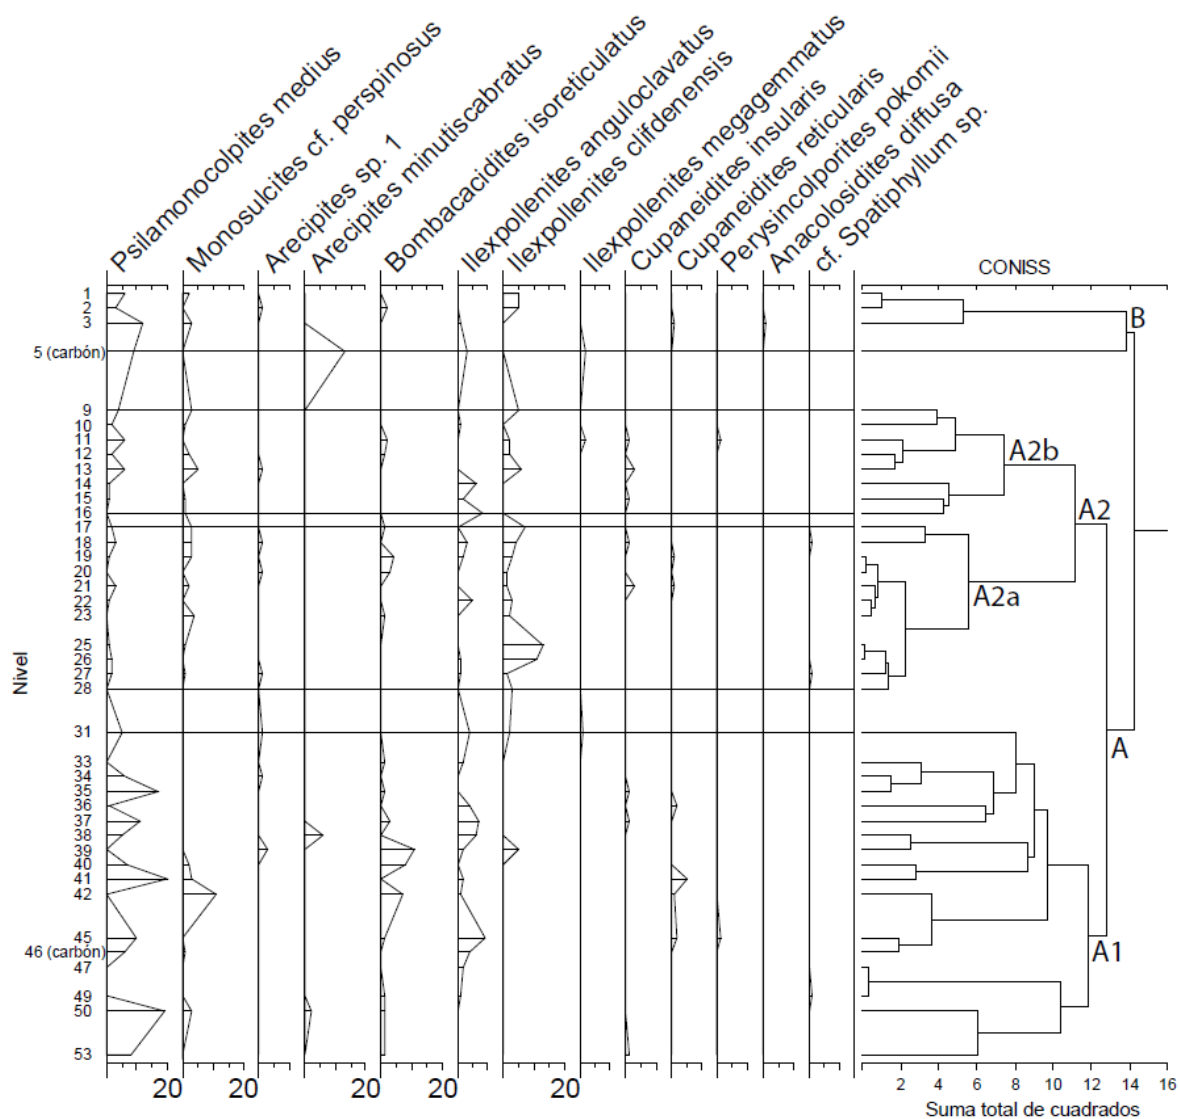 Psilamonocolpites medius
Monosulcites cf. perspinosus
Arecipites sp. 1
Arecipites minutiscabratus
Bombacacidites isoreticulatus
Ilexpollenites anguloclavatus
Ilexpollenites clifdenensis
Ilexpollenites megagemmatus
Cupaneidites insularis
Cupaneidites reticularis
Perysincolporites pokornii
Anacolosidites diffusa
cf. Spatiphyllum sp.
CONISS
1
2
3
5 (carbón)
9
10
11
12
13
14
15
16
17
18
19
20
21
22
23
25
26
27
28
31
33
34
35
36
37
38
39
40
41
42
45
46 (carbón)
47
49
50
53
Nivel
B
A2b
A2
A2a
A
A1
20 20 20 20 20
2 4 6 8 10 12 14 16
Suma total de cuadrados